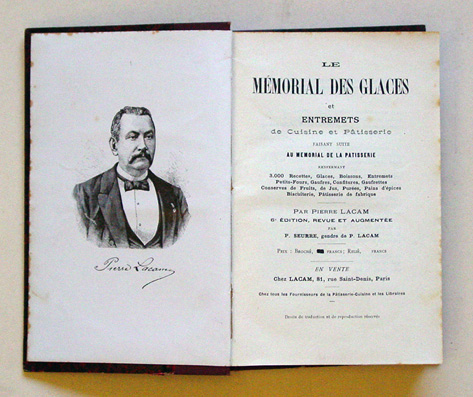 Pierre Lacam
LE
MÉMORIAL DES GLACES
et
ENTREMETS
de Cuisine et Pâtisserie
FAISANT SUITE
AU MEMORIAL DE LA PATISSERIE
RENFERMANT
3.000 Recettes, Glaces, Boissons, Entremets
Petits-Fours, Gaufres, Confitures, Gaufrettes
Conserves de Fruits, de Jus, Purées, Pains d'épices
Biscuiterie, Pâtisserie de fabrique
PAR PIERRE LACAM
6e ÉDITION, REVUE ET AUGMENTÉE
PAR
F. SEURRE, gendre de P. LACAM
PRIX : BROCHÉ, FRANCS; RELIÉ, FRANCS
EN VENTE
Chez LACAM, 81, rue Saint-Denis, Paris
Chez tous les Fournisseurs de la Pâtisserie-Cuisine et les Libraires
Droits de traduction et de reproduction réservés